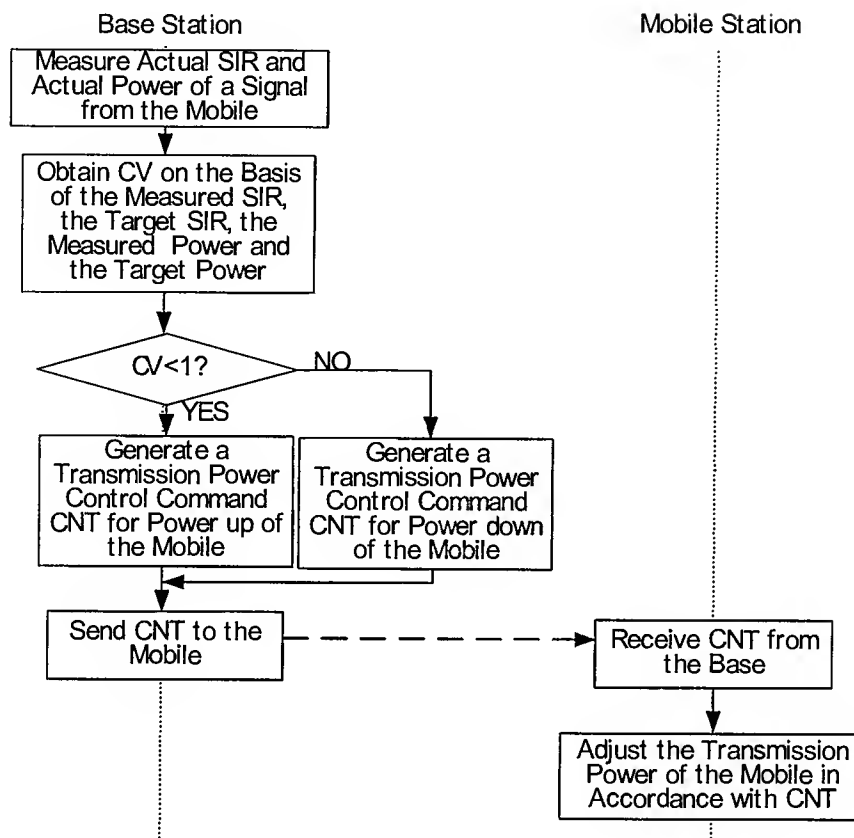 Base Station
Mobile Station
Measure Actual SIR and
Actual Power of a Signal
from the Mobile
Obtain CV on the Basis
of the Measured SIR,
the Target SIR, the
Measured Power and
the Target Power
CV<1?
NO
YES
Generate a
Transmission Power
Control Command
CNT for Power up of
the Mobile
Generate a
Transmission Power
Control Command
CNT for Power down
of the Mobile
Send CNT to the
Mobile
Receive CNT from
the Base
Adjust the Transmission
Power of the Mobile in
Accordance with CNT